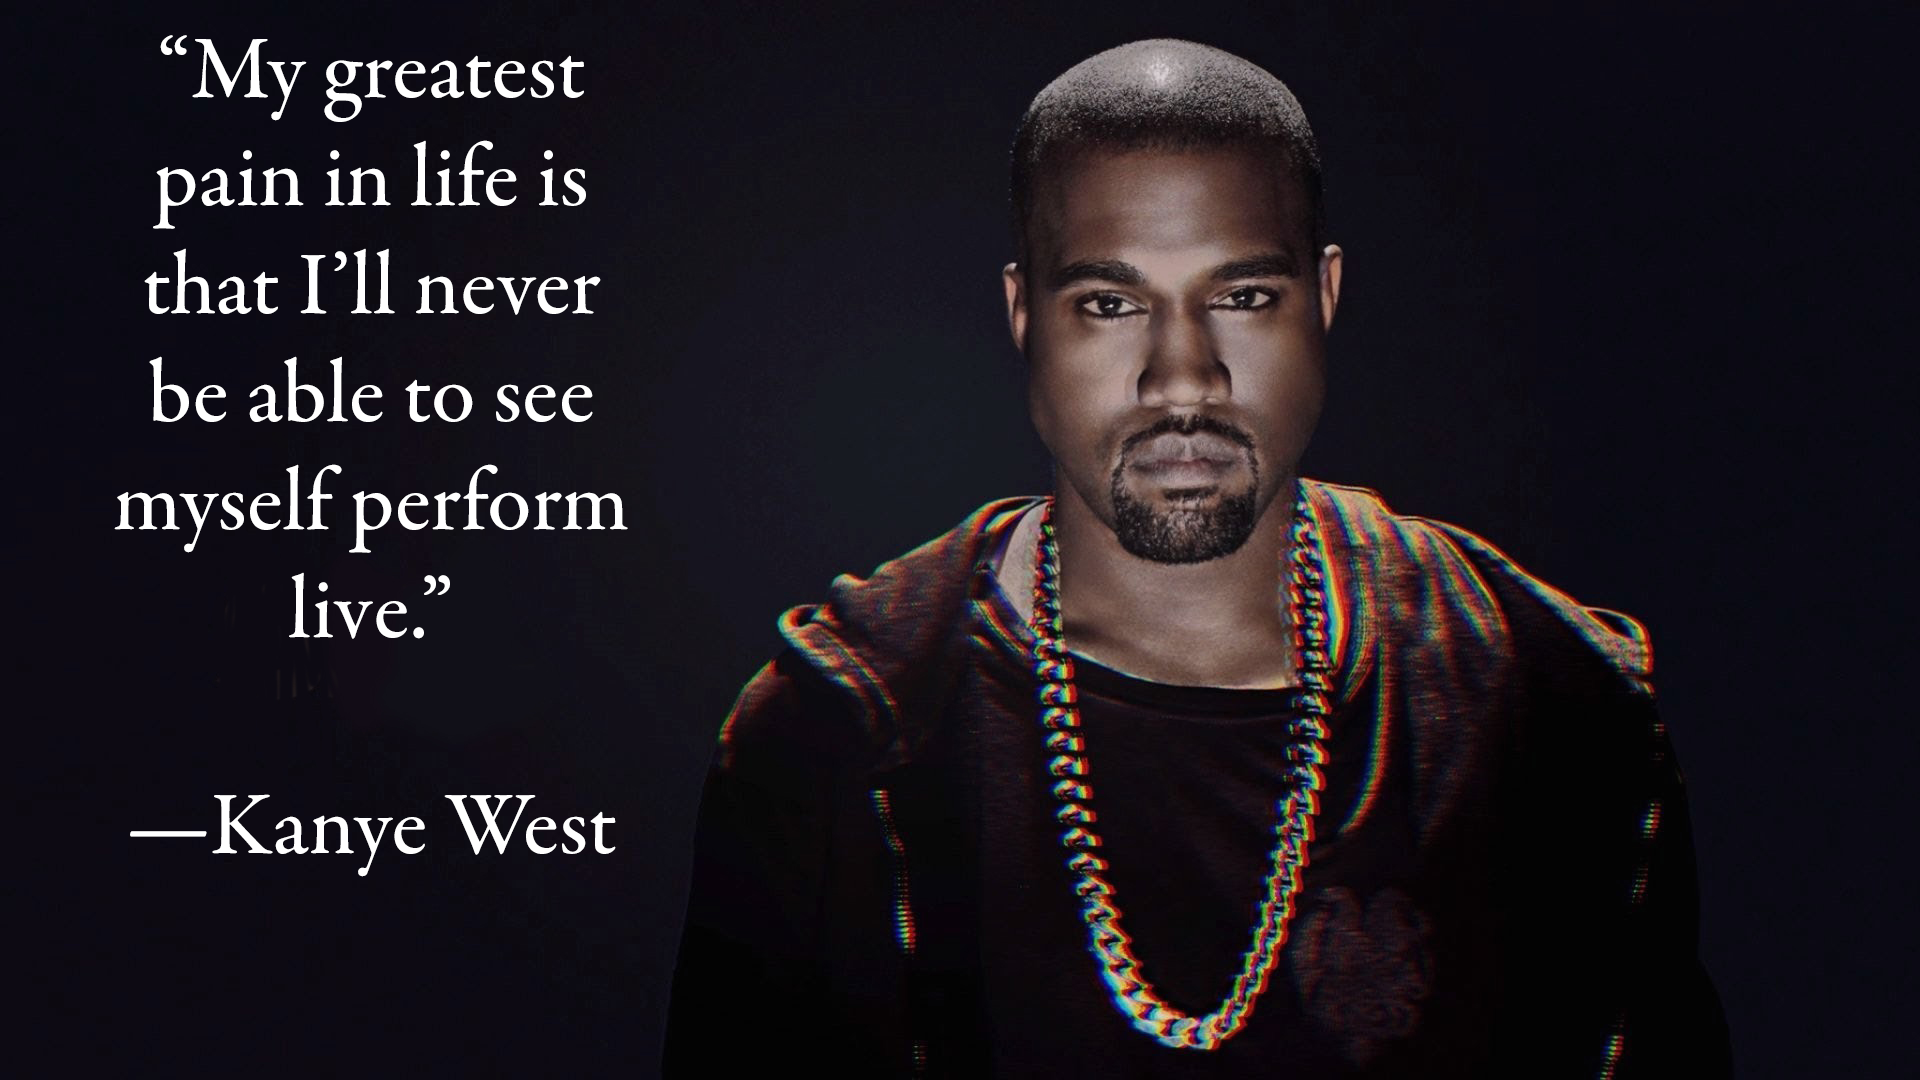 “My greatest
pain in life is
that I’ll never
be able to see
myself perform
live.”
—Kanye West